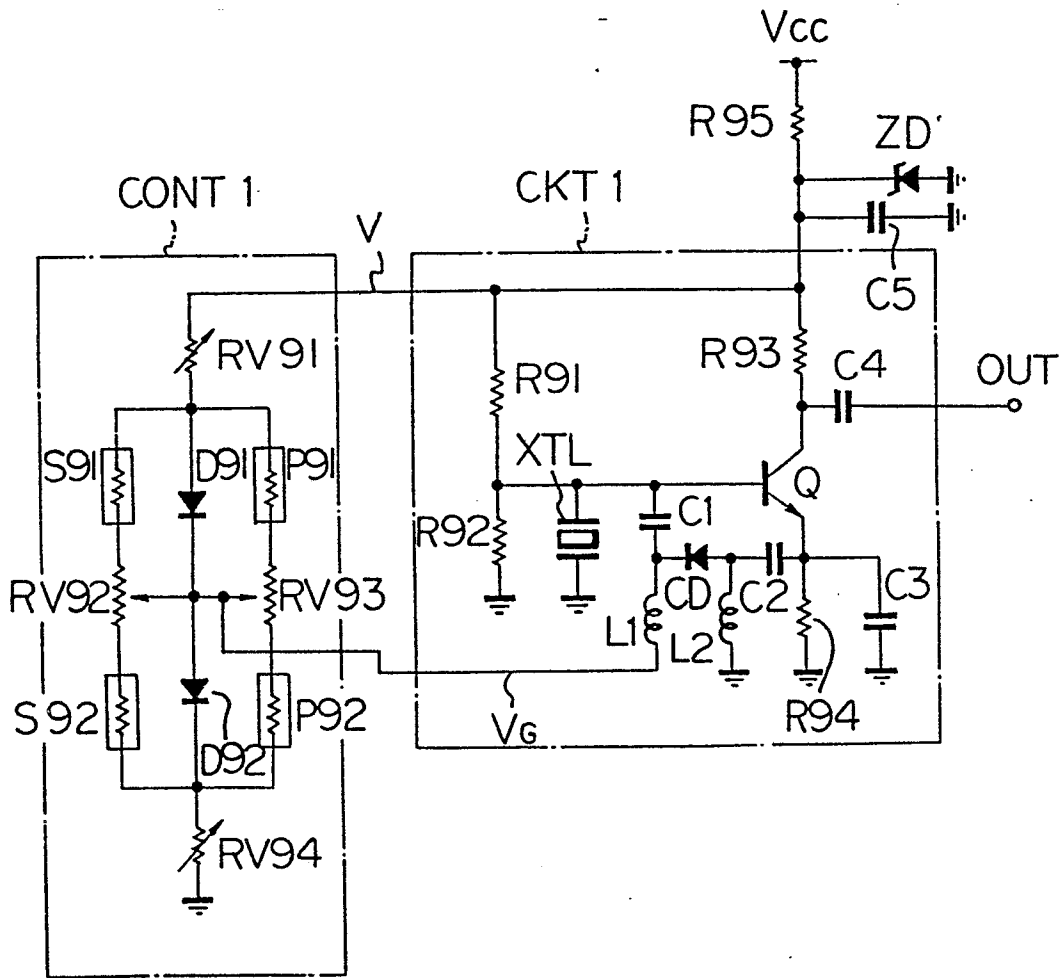 Vcc
R95
ZD'
CONT 1
CKT 1
V
C5
RV91
R93
C4
OUT
R91
S91
D91
P91
XTL
Q
C1
R92
RV92
RV93
CD
C2
C3
L1
L2
S92
P92
VG
R94
D92
RV94